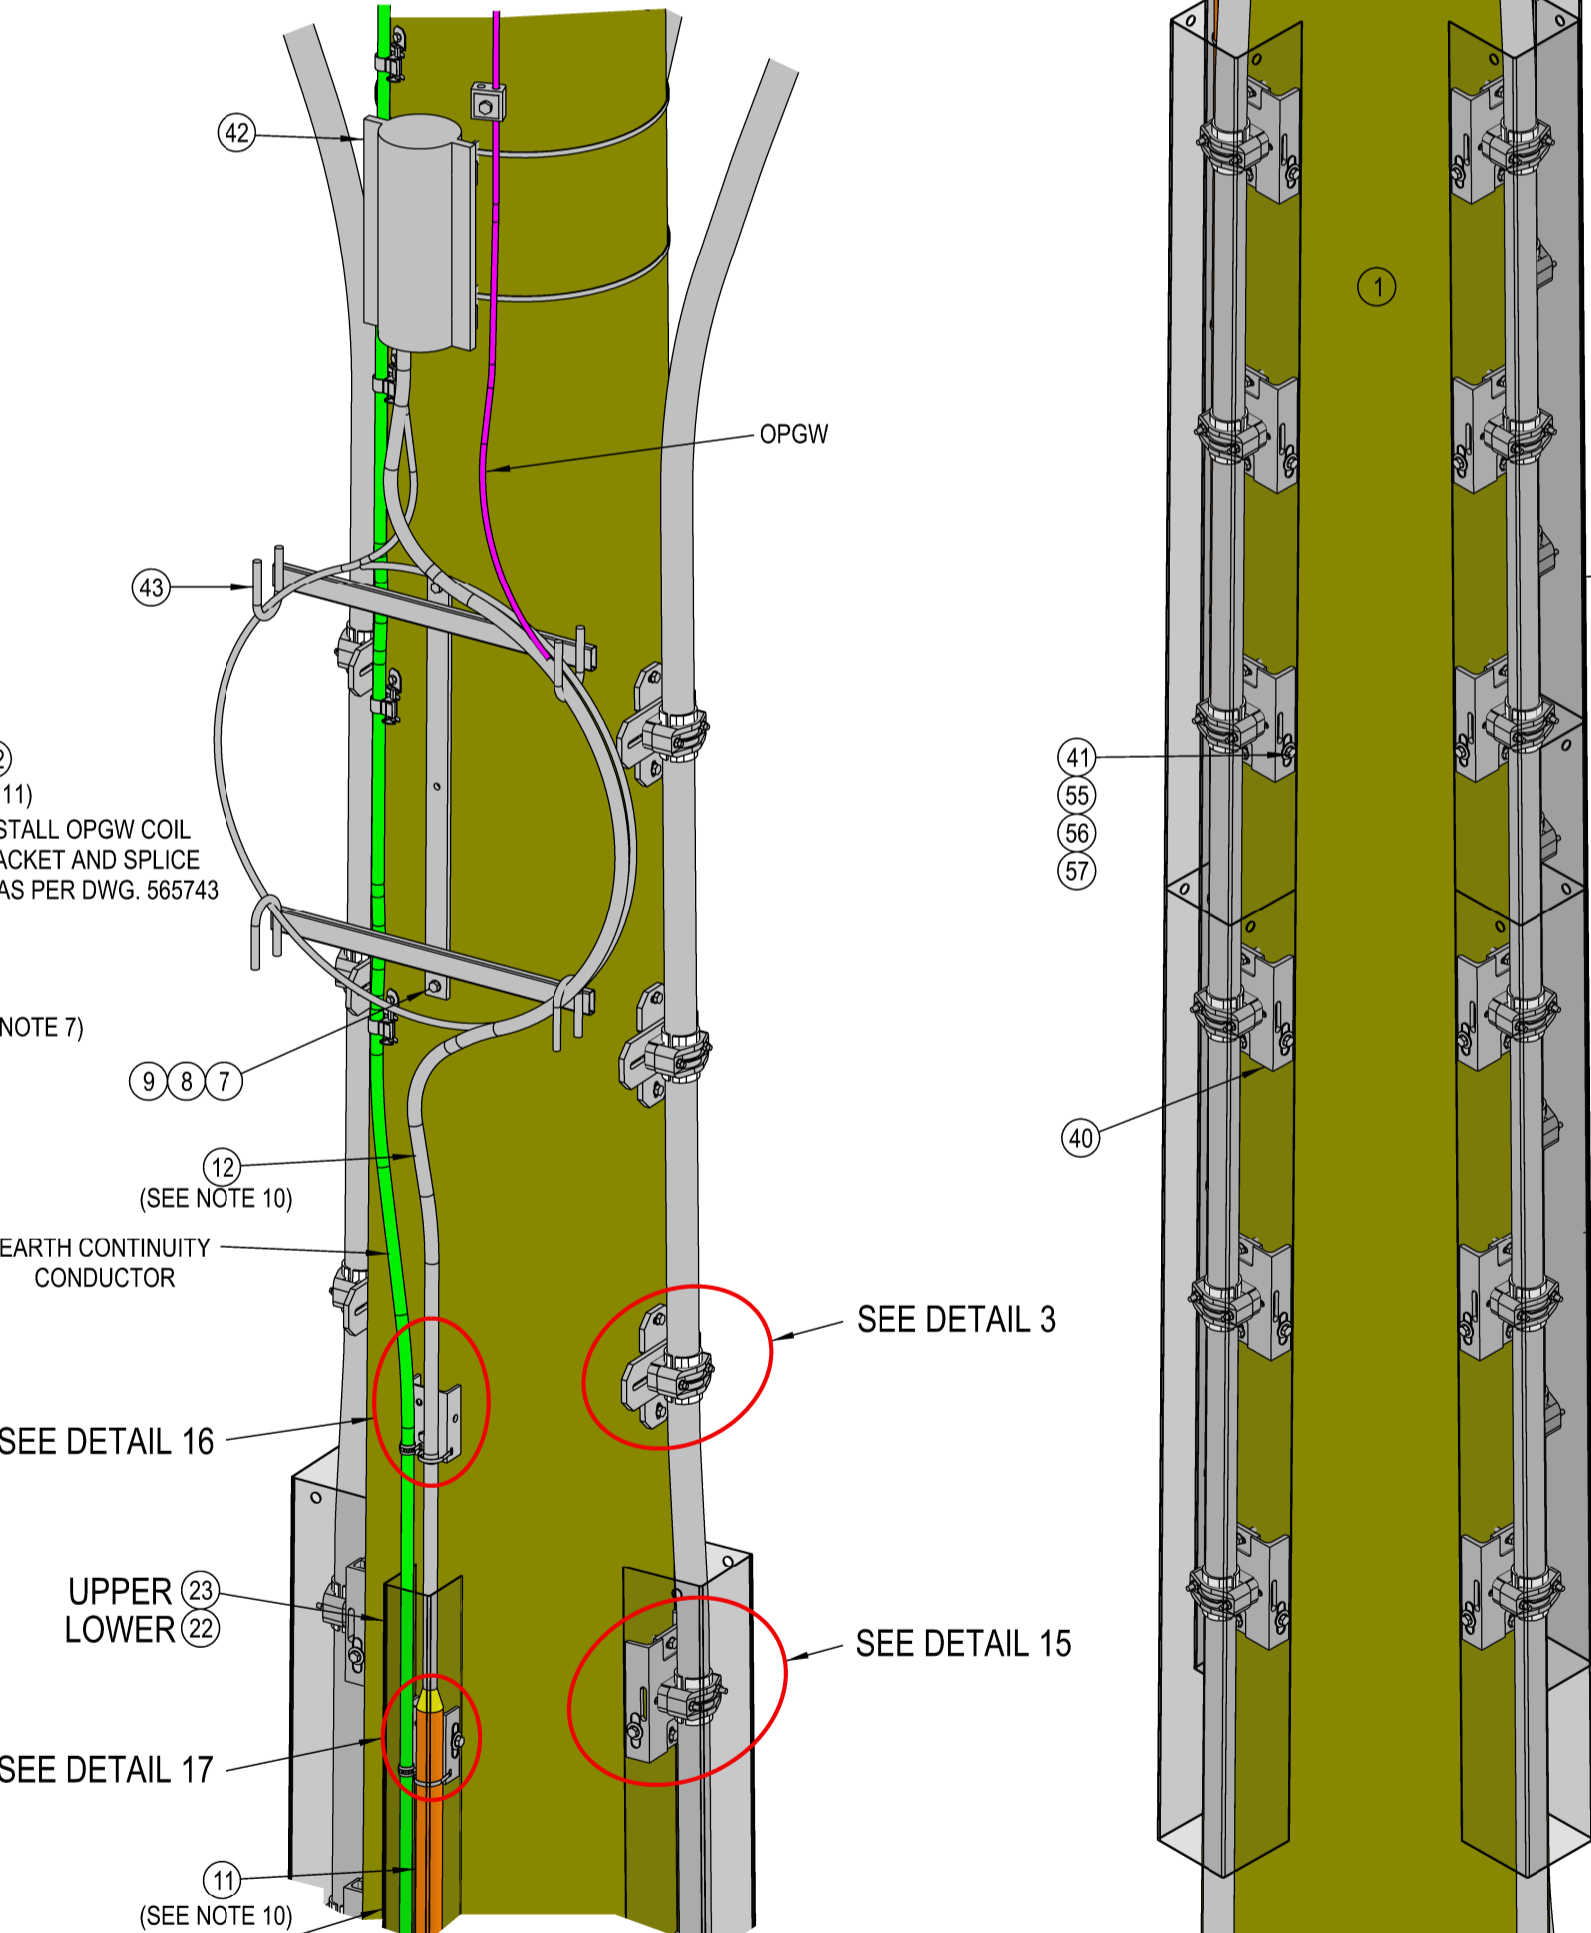 42
OPGW
43
11)
STALL OPGW COIL
ACKET AND SPLICE
AS PER DWG. 565743
NOTE 7)
9 8 7
12
(SEE NOTE 10)
EARTH CONTINUITY
CONDUCTOR
SEE DETAIL 3
SEE DETAIL 16
UPPER 23
LOWER 22
SEE DETAIL 15
SEE DETAIL 17
11
(SEE NOTE 10)
1
41
55
56
57
40